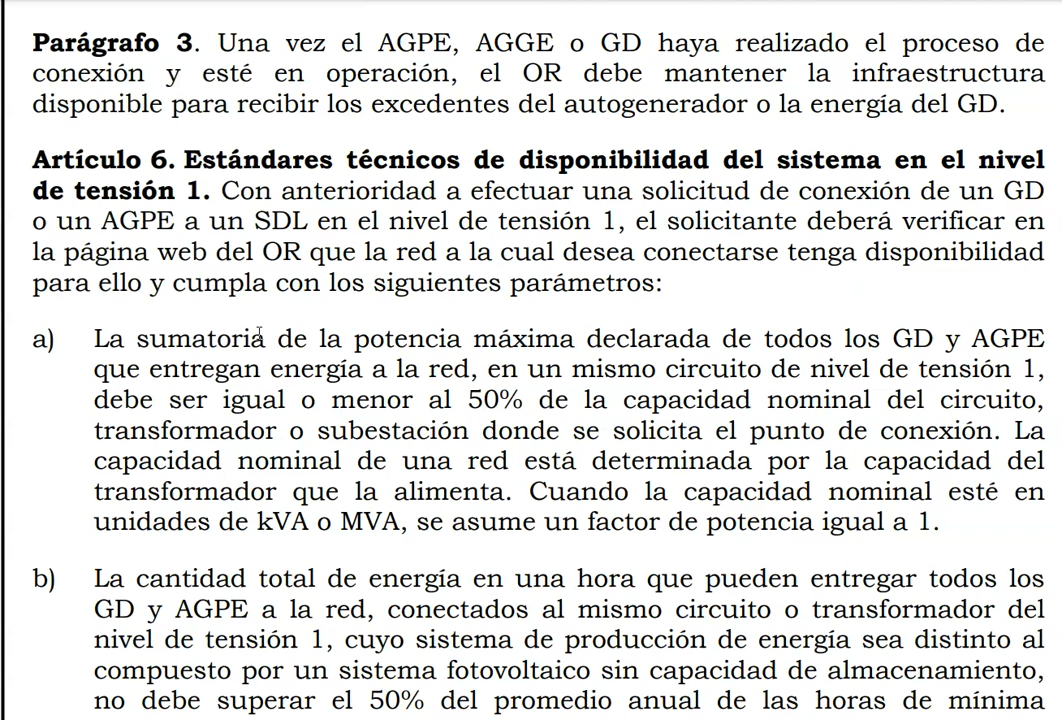 Parágrafo 3. Una vez el AGPE, AGGE o GD haya realizado el proceso de
conexión y esté en operación, el OR debe mantener la infraestructura
disponible para recibir los excedentes del autogenerador o la energía del GD.
Artículo 6. Estándares técnicos de disponibilidad del sistema en el nivel
de tensión 1. Con anterioridad a efectuar una solicitud de conexión de un GD
o un AGPE a un SDL en el nivel de tensión 1, el solicitante deberá verificar en
la página web del OR que la red a la cual desea conectarse tenga disponibilidad
para ello y cumpla con los siguientes parámetros:
a) La sumatoria de la potencia máxima declarada de todos los GD y AGPE
que entregan energía a la red, en un mismo circuito de nivel de tensión 1,
debe ser igual o menor al 50% de la capacidad nominal del circuito,
transformador o subestación donde se solicita el punto de conexión. La
capacidad nominal de una red está determinada por la capacidad del
transformador que la alimenta. Cuando la capacidad nominal esté en
unidades de kVA o MVA, se asume un factor de potencia igual a 1.
b) La cantidad total de energía en una hora que pueden entregar todos los
GD y AGPE a la red, conectados al mismo circuito o transformador del
nivel de tensión 1, cuyo sistema de producción de energía sea distinto al
compuesto por un sistema fotovoltaico sin capacidad de almacenamiento,
no debe superar el 50% del promedio anual de las horas de mínima